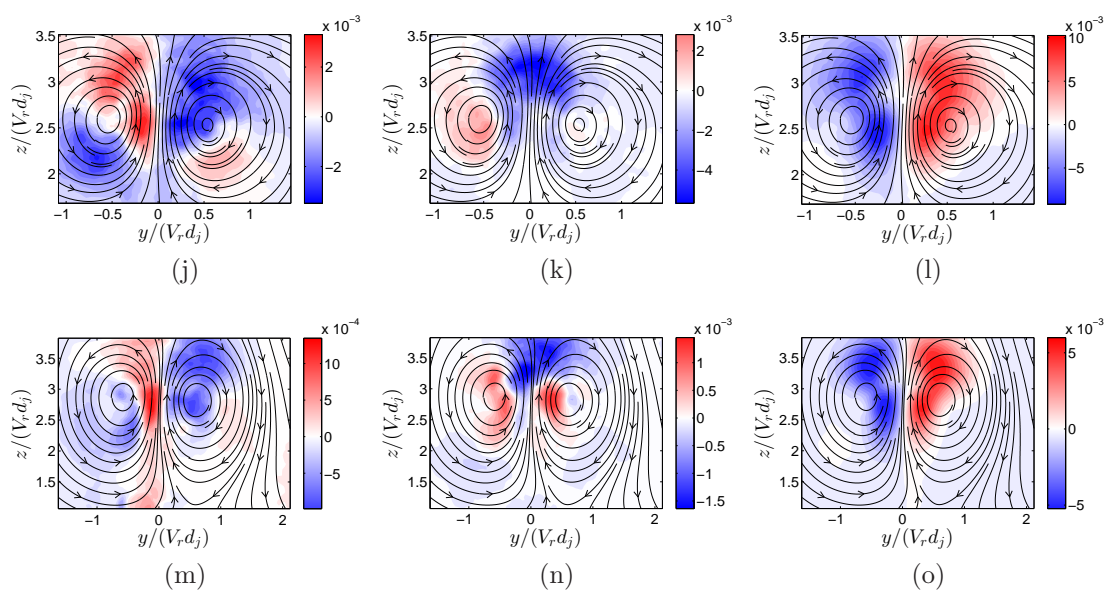 x 10⁻³
x 10⁻³
x 10⁻³
3.5
3
2.5
2
z/(V_r d_j)
−1 −0.5 0 0.5 1
y/(V_r d_j)
2
0
−2
3.5
3
2.5
2
z/(V_r d_j)
−1 −0.5 0 0.5 1
y/(V_r d_j)
2
0
−2
−4
3.5
3
2.5
2
z/(V_r d_j)
−1 −0.5 0 0.5 1
y/(V_r d_j)
10
5
0
−5
(j)
(k)
(l)
x 10⁻⁴
x 10⁻³
x 10⁻³
3.5
3
2.5
2
1.5
z/(V_r d_j)
−1 0 1 2
y/(V_r d_j)
10
5
0
−5
3.5
3
2.5
2
1.5
z/(V_r d_j)
−1 0 1 2
y/(V_r d_j)
1
0.5
0
−0.5
−1
−1.5
3.5
3
2.5
2
1.5
z/(V_r d_j)
−1 0 1 2
y/(V_r d_j)
5
0
−5
(m)
(n)
(o)